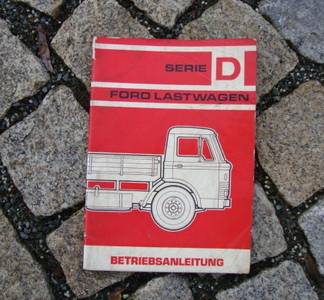 SERIE D
FORD LASTWAGEN
BETRIEBSANLEITUNG